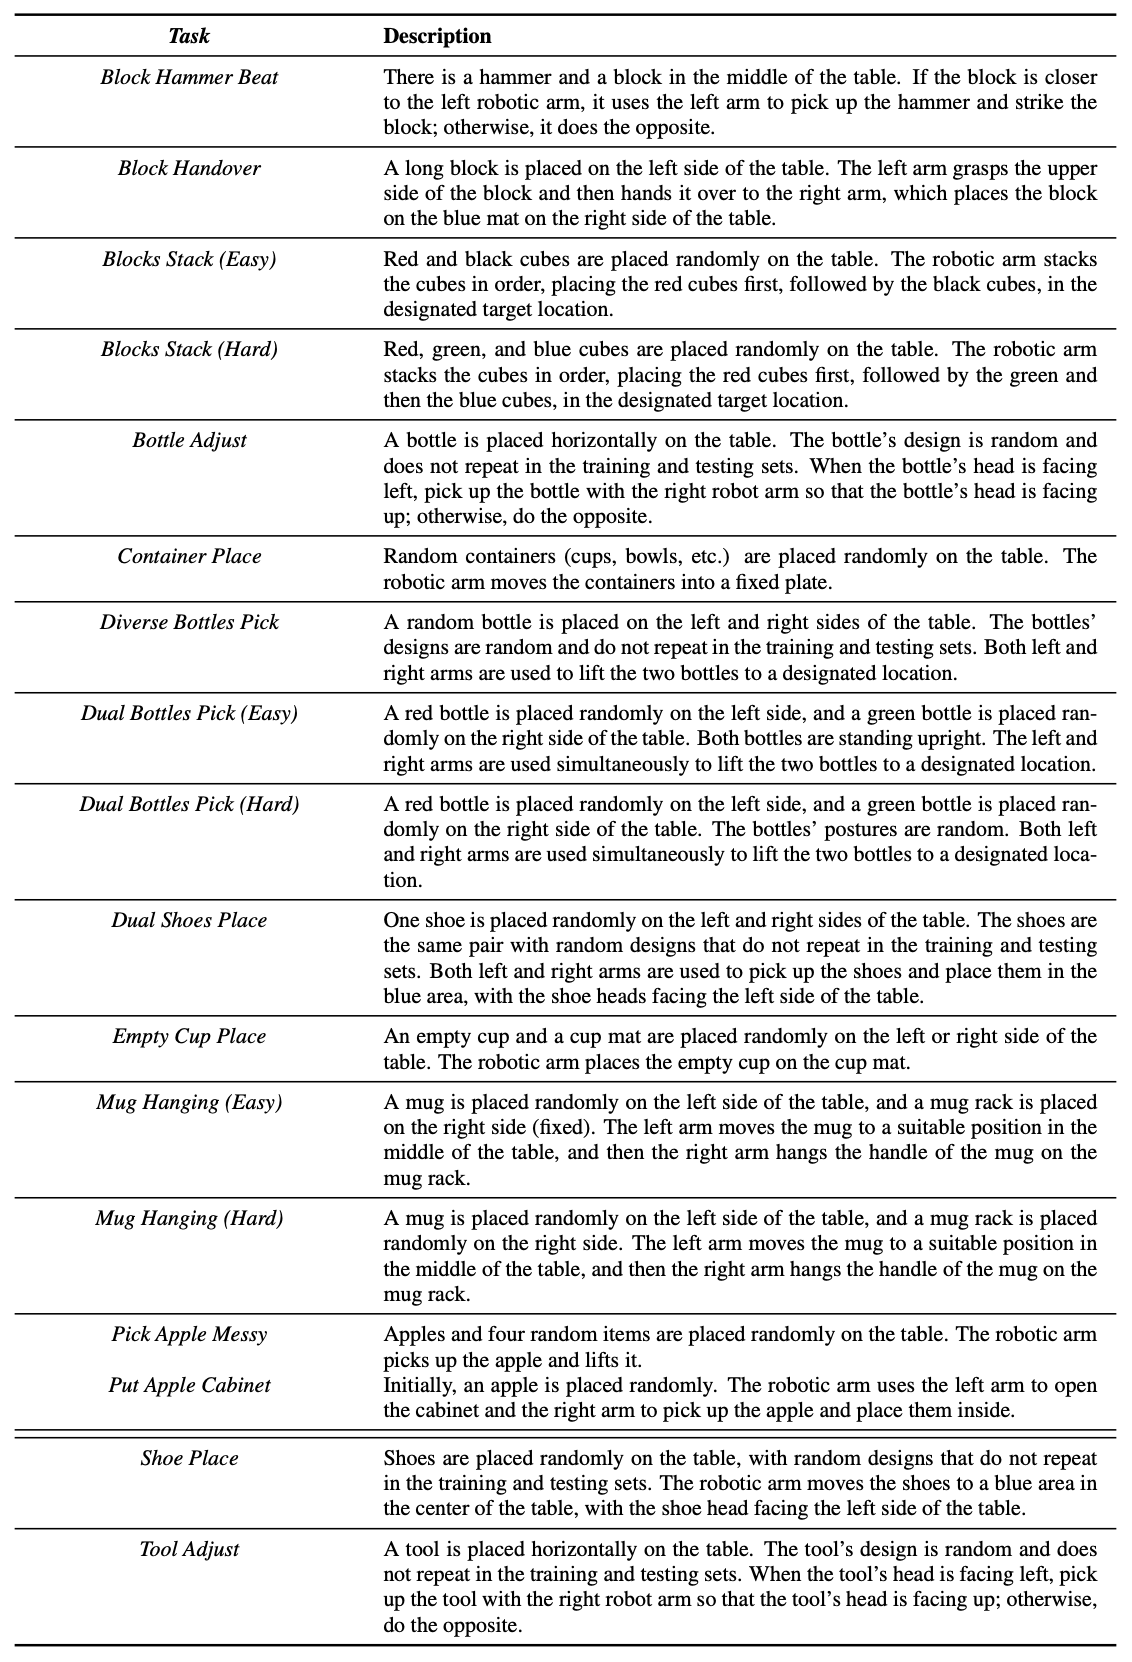 Task Description
Block Hammer Beat There is a hammer and a block in the middle of the table. If the block is closer
to the left robotic arm, it uses the left arm to pick up the hammer and strike the
block; otherwise, it does the opposite.
Block Handover A long block is placed on the left side of the table. The left arm grasps the upper
side of the block and then hands it over to the right arm, which places the block
on the blue mat on the right side of the table.
Blocks Stack (Easy) Red and black cubes are placed randomly on the table. The robotic arm stacks
the cubes in order, placing the red cubes first, followed by the black cubes, in the
designated target location.
Blocks Stack (Hard) Red, green, and blue cubes are placed randomly on the table. The robotic arm
stacks the cubes in order, placing the red cubes first, followed by the green and
then the blue cubes, in the designated target location.
Bottle Adjust A bottle is placed horizontally on the table. The bottle's design is random and
does not repeat in the training and testing sets. When the bottle's head is facing
left, pick up the bottle with the right robot arm so that the bottle's head is facing
up; otherwise, do the opposite.
Container Place Random containers (cups, bowls, etc.) are placed randomly on the table. The
robotic arm moves the containers into a fixed plate.
Diverse Bottles Pick A random bottle is placed on the left and right sides of the table. The bottles'
designs are random and do not repeat in the training and testing sets. Both left and
right arms are used to lift the two bottles to a designated location.
Dual Bottles Pick (Easy) A red bottle is placed randomly on the left side, and a green bottle is placed ran-
domly on the right side of the table. Both bottles are standing upright. The left and
right arms are used simultaneously to lift the two bottles to a designated location.
Dual Bottles Pick (Hard) A red bottle is placed randomly on the left side, and a green bottle is placed ran-
domly on the right side of the table. The bottles' postures are random. Both left
and right arms are used simultaneously to lift the two bottles to a designated loca-
tion.
Dual Shoes Place One shoe is placed randomly on the left and right sides of the table. The shoes are
the same pair with random designs that do not repeat in the training and testing
sets. Both left and right arms are used to pick up the shoes and place them in the
blue area, with the shoe heads facing the left side of the table.
Empty Cup Place An empty cup and a cup mat are placed randomly on the left or right side of the
table. The robotic arm places the empty cup on the cup mat.
Mug Hanging (Easy) A mug is placed randomly on the left side of the table, and a mug rack is placed
on the right side (fixed). The left arm moves the mug to a suitable position in the
middle of the table, and then the right arm hangs the handle of the mug on the
mug rack.
Mug Hanging (Hard) A mug is placed randomly on the left side of the table, and a mug rack is placed
randomly on the right side. The left arm moves the mug to a suitable position in
the middle of the table, and then the right arm hangs the handle of the mug on the
mug rack.
Pick Apple Messy Apples and four random items are placed randomly on the table. The robotic arm
picks up the apple and lifts it.
Put Apple Cabinet Initially, an apple is placed randomly. The robotic arm uses the left arm to open
the cabinet and the right arm to pick up the apple and place them inside.
Shoe Place Shoes are placed randomly on the table, with random designs that do not repeat
in the training and testing sets. The robotic arm moves the shoes to a blue area in
the center of the table, with the shoe head facing the left side of the table.
Tool Adjust A tool is placed horizontally on the table. The tool's design is random and does
not repeat in the training and testing sets. When the tool's head is facing left, pick
up the tool with the right robot arm so that the tool's head is facing up; otherwise,
do the opposite.